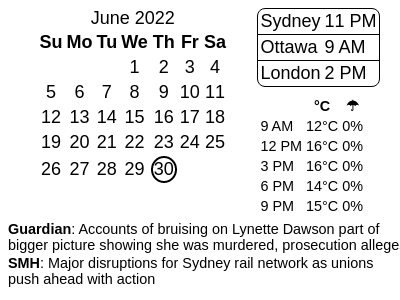 June 2022
Su Mo Tu We Th Fr Sa
1 2 3 4
5 6 7 8 9 10 11
12 13 14 15 16 17 18
19 20 21 22 23 24 25
26 27 28 29 30
Sydney 11 PM
Ottawa 9 AM
London 2 PM
°C ☂
9 AM 12°C 0%
12 PM 16°C 0%
3 PM 16°C 0%
6 PM 14°C 0%
9 PM 15°C 0%
Guardian: Accounts of bruising on Lynette Dawson part of
bigger picture showing she was murdered, prosecution allege
SMH: Major disruptions for Sydney rail network as unions
push ahead with action